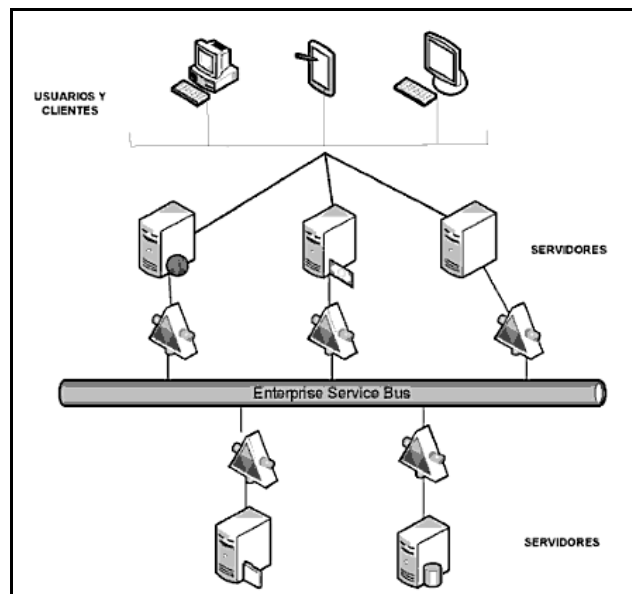 USUARIOS Y
CLIENTES
SERVIDORES
Enterprise Service Bus
SERVIDORES